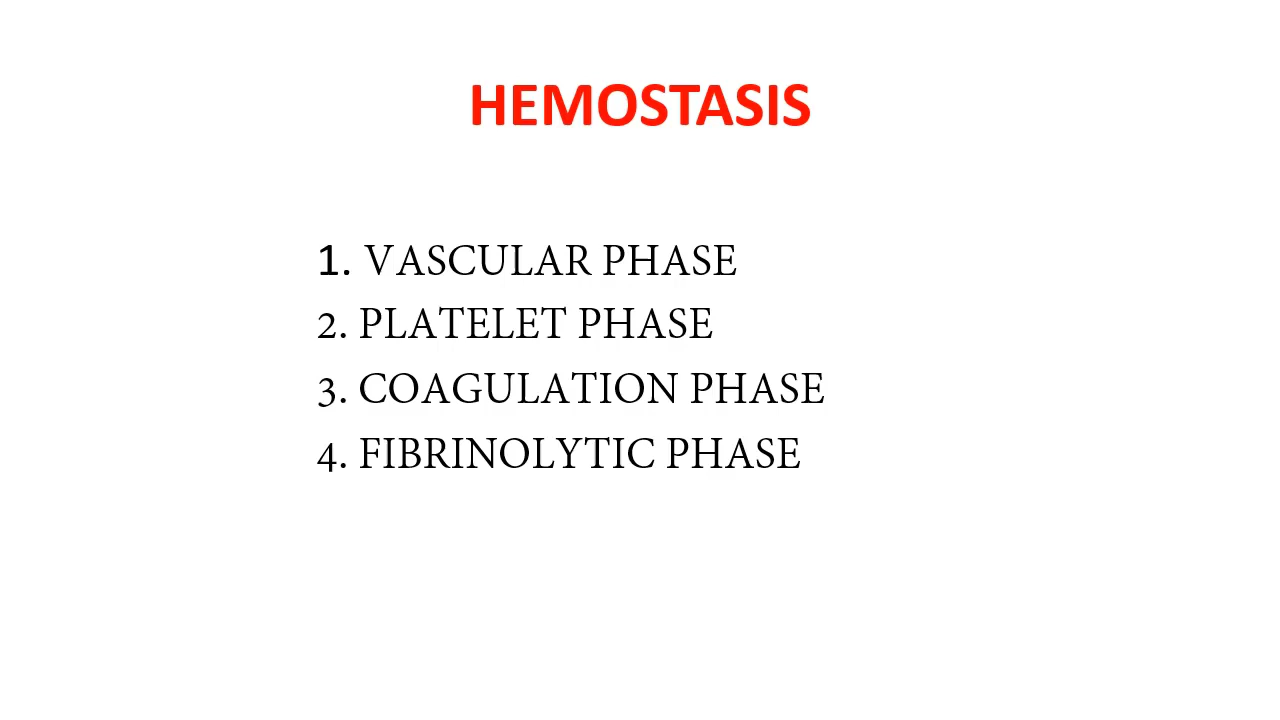 HEMOSTASIS
1. VASCULAR PHASE
2. PLATELET PHASE
3. COAGULATION PHASE
4. FIBRINOLYTIC PHASE